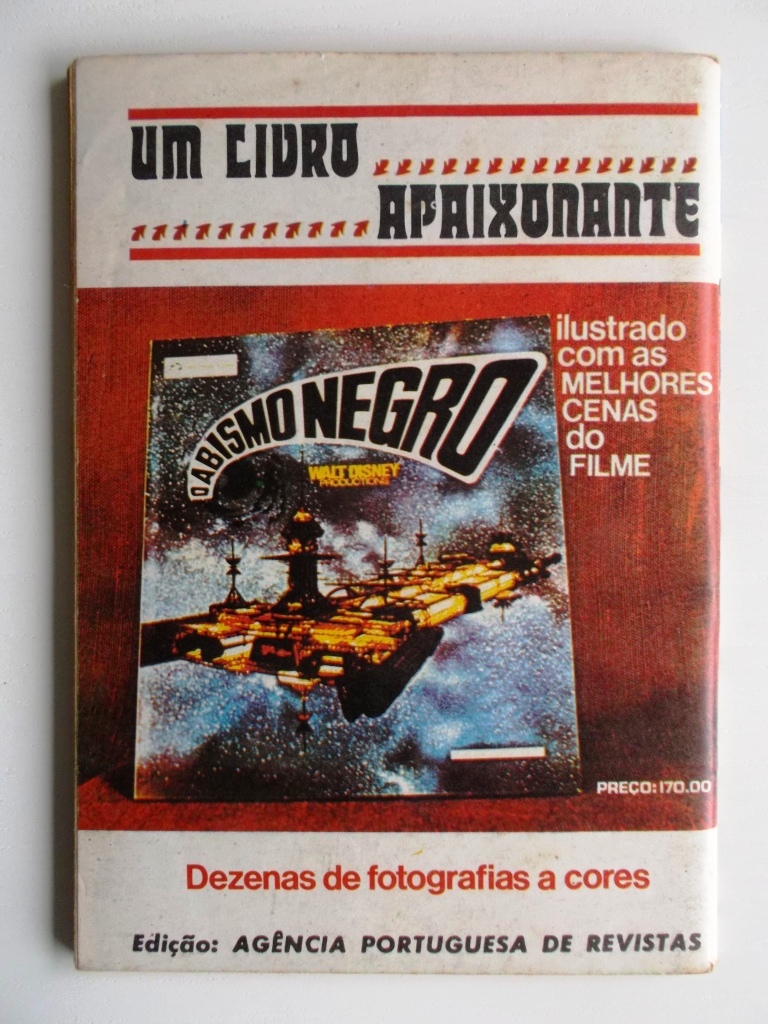 UM LIVRO
APAIXONANTE
ilustrado
com as
MELHORES
CENAS
do
FILME
O ABISMO NEGRO
WALT DISNEY
PRODUCTIONS
PREÇO: 170.00
Dezenas de fotografias a cores
Edição: AGÊNCIA PORTUGUESA DE REVISTAS